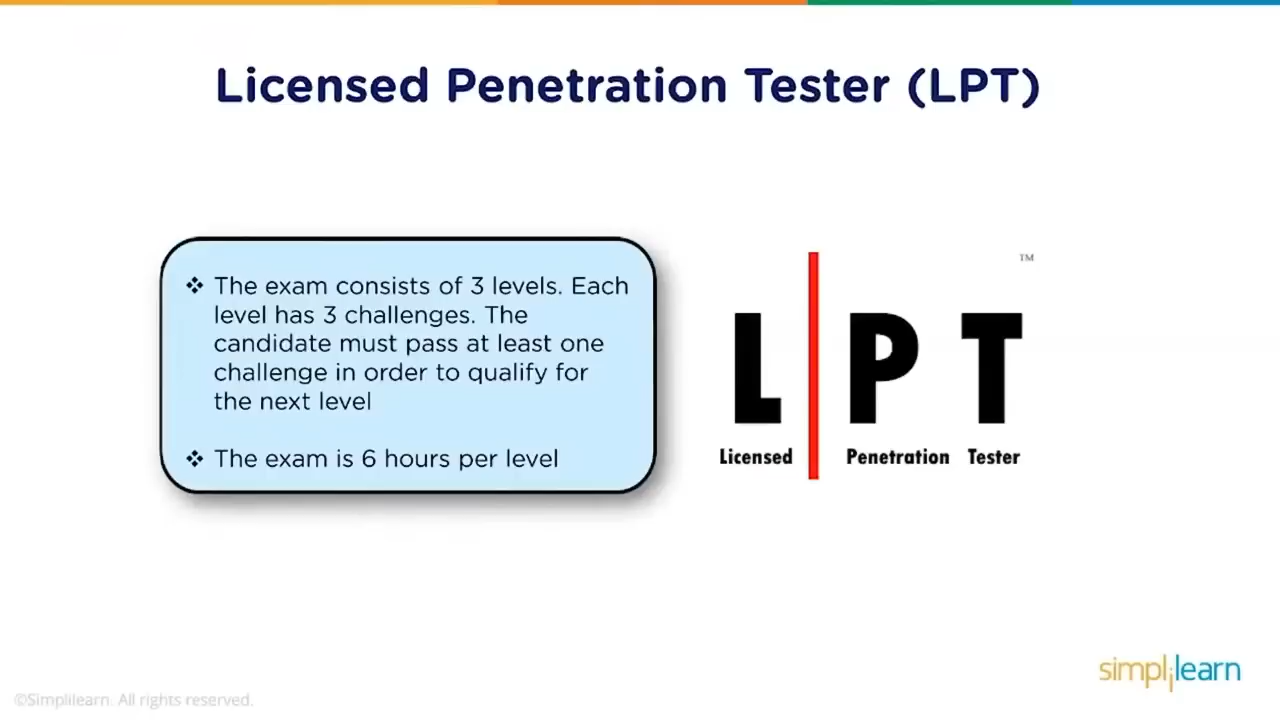 Licensed Penetration Tester (LPT)
❖ The exam consists of 3 levels. Each
level has 3 challenges. The
candidate must pass at least one
challenge in order to qualify for
the next level
❖ The exam is 6 hours per level
TM
L P T
Licensed Penetration Tester
simplilearn
©Simplilearn. All rights reserved.